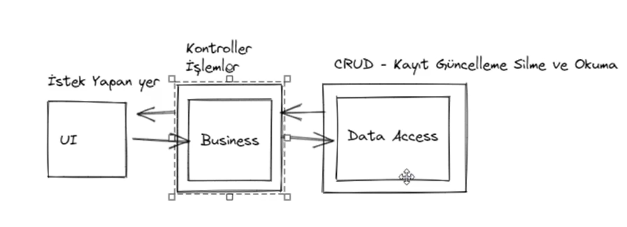 Kontroller
İşlemler
CRUD - Kayıt Güncelleme Silme ve Okuma
İstek Yapan yer
UI
Business
Data Access